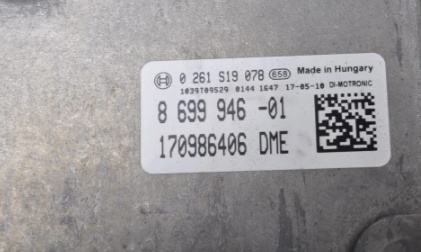 0 261 S19 078 658 Made in Hungary
1039T09529 0144 1647 17-05-10 DI-MOTRONIC
8 699 946 -01
170986406 DME